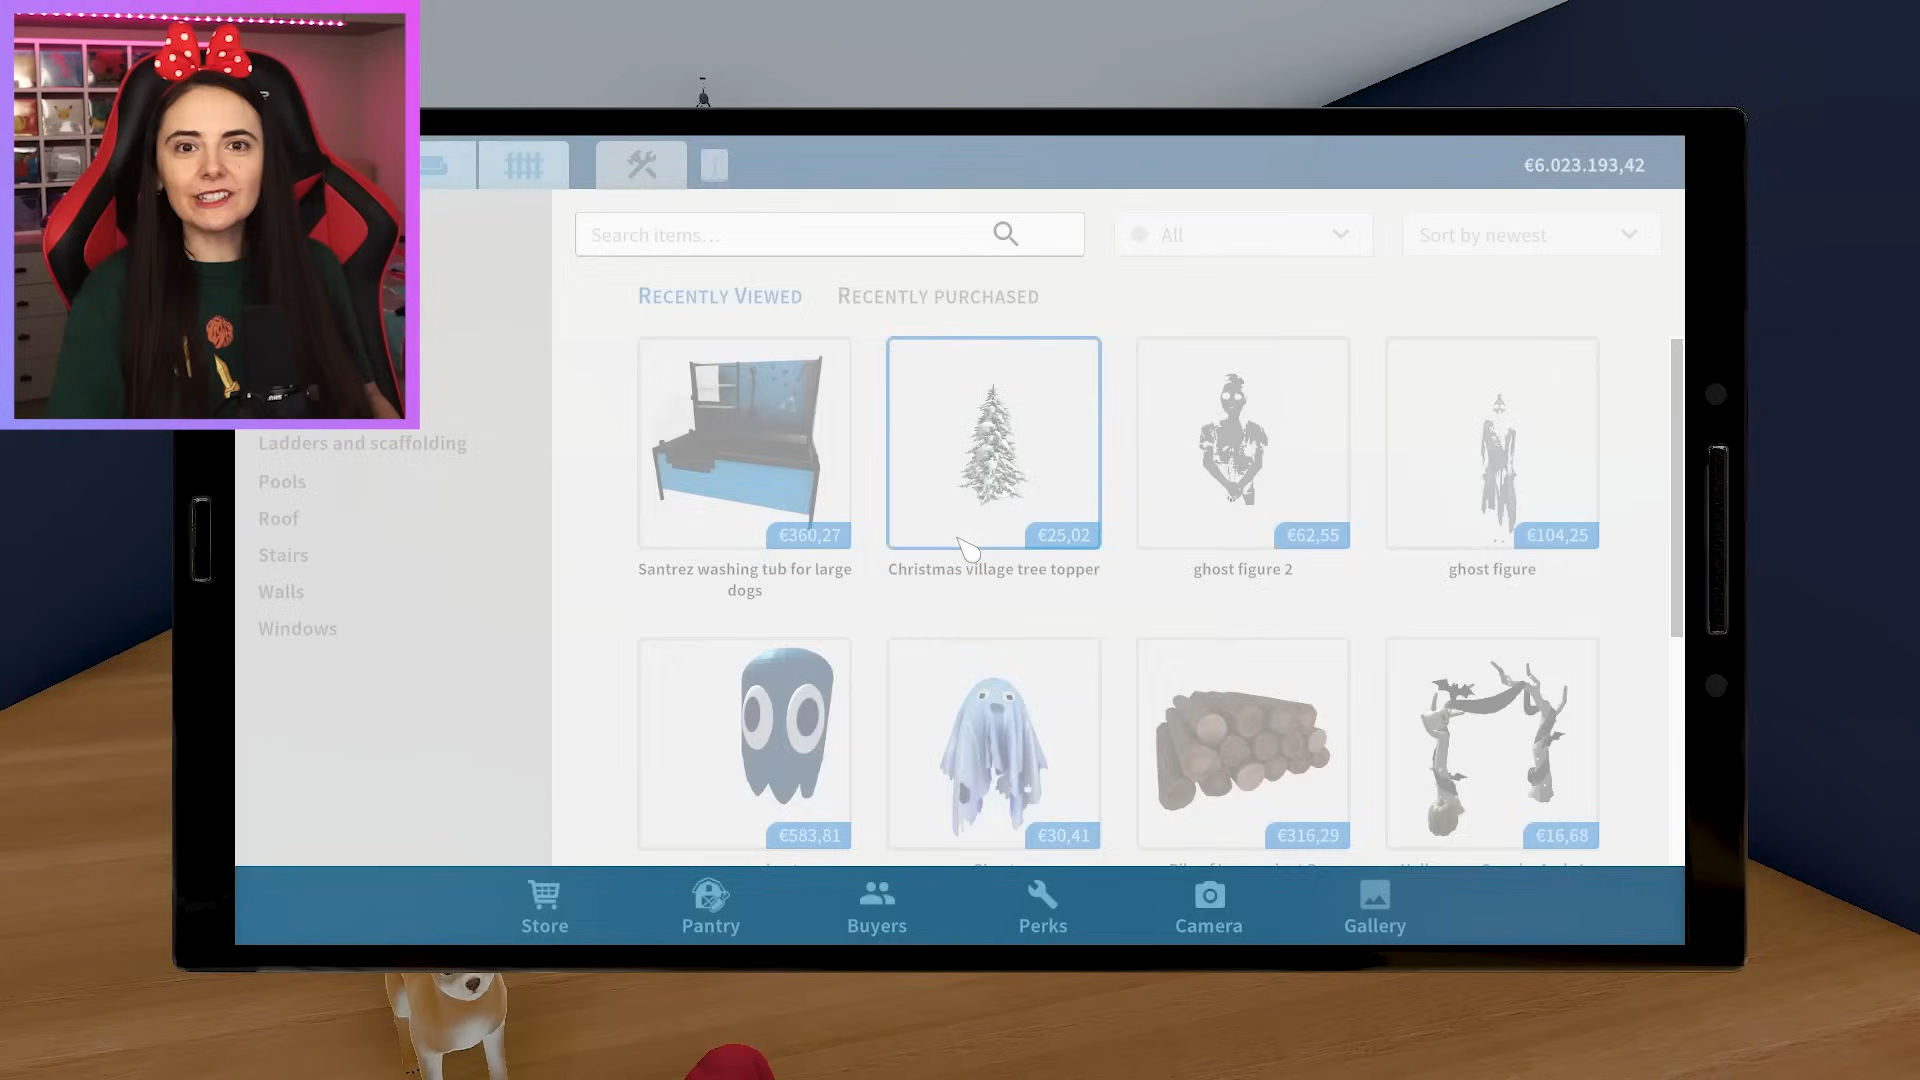 €6.023.193,42
Search items...
All
Sort by newest
Recently Viewed
Recently purchased
Ladders and scaffolding
Pools
Roof
Stairs
Walls
Windows
€360,27
€25,02
€62,55
€104,25
Santrez washing tub for large
dogs
Christmas village tree topper
ghost figure 2
ghost figure
€583,81
€30,41
€316,29
€16,68
Store
Pantry
Buyers
Perks
Camera
Gallery